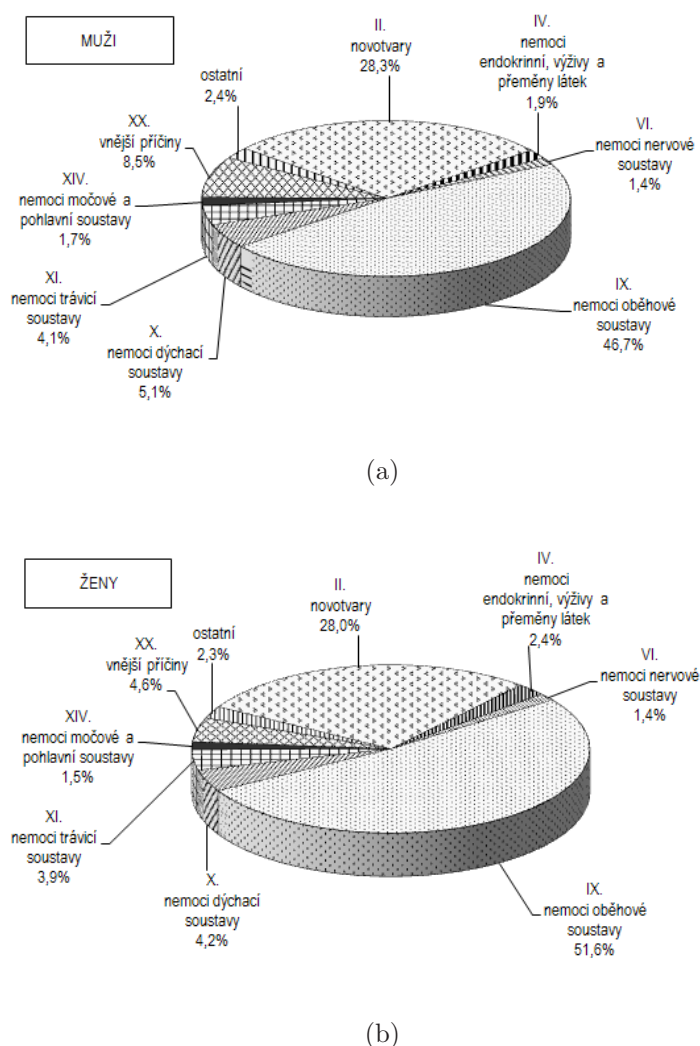 MUŽI
II.
novotvary
28,3%
IV.
nemoci
endokrinní, výživy a
přeměny látek
1,9%
VI.
nemoci nervové
soustavy
1,4%
IX.
nemoci oběhové
soustavy
46,7%
X.
nemoci dýchací
soustavy
5,1%
XI.
nemoci trávicí
soustavy
4,1%
XIV.
nemoci močové a
pohlavní soustavy
1,7%
XX.
vnější příčiny
8,5%
ostatní
2,4%
(a)
ŽENY
II.
novotvary
28,0%
IV.
nemoci
endokrinní, výživy a
přeměny látek
2,4%
VI.
nemoci nervové
soustavy
1,4%
IX.
nemoci oběhové
soustavy
51,6%
X.
nemoci dýchací
soustavy
4,2%
XI.
nemoci trávicí
soustavy
3,9%
XIV.
nemoci močové a
pohlavní soustavy
1,5%
XX.
vnější příčiny
4,6%
ostatní
2,3%
(b)